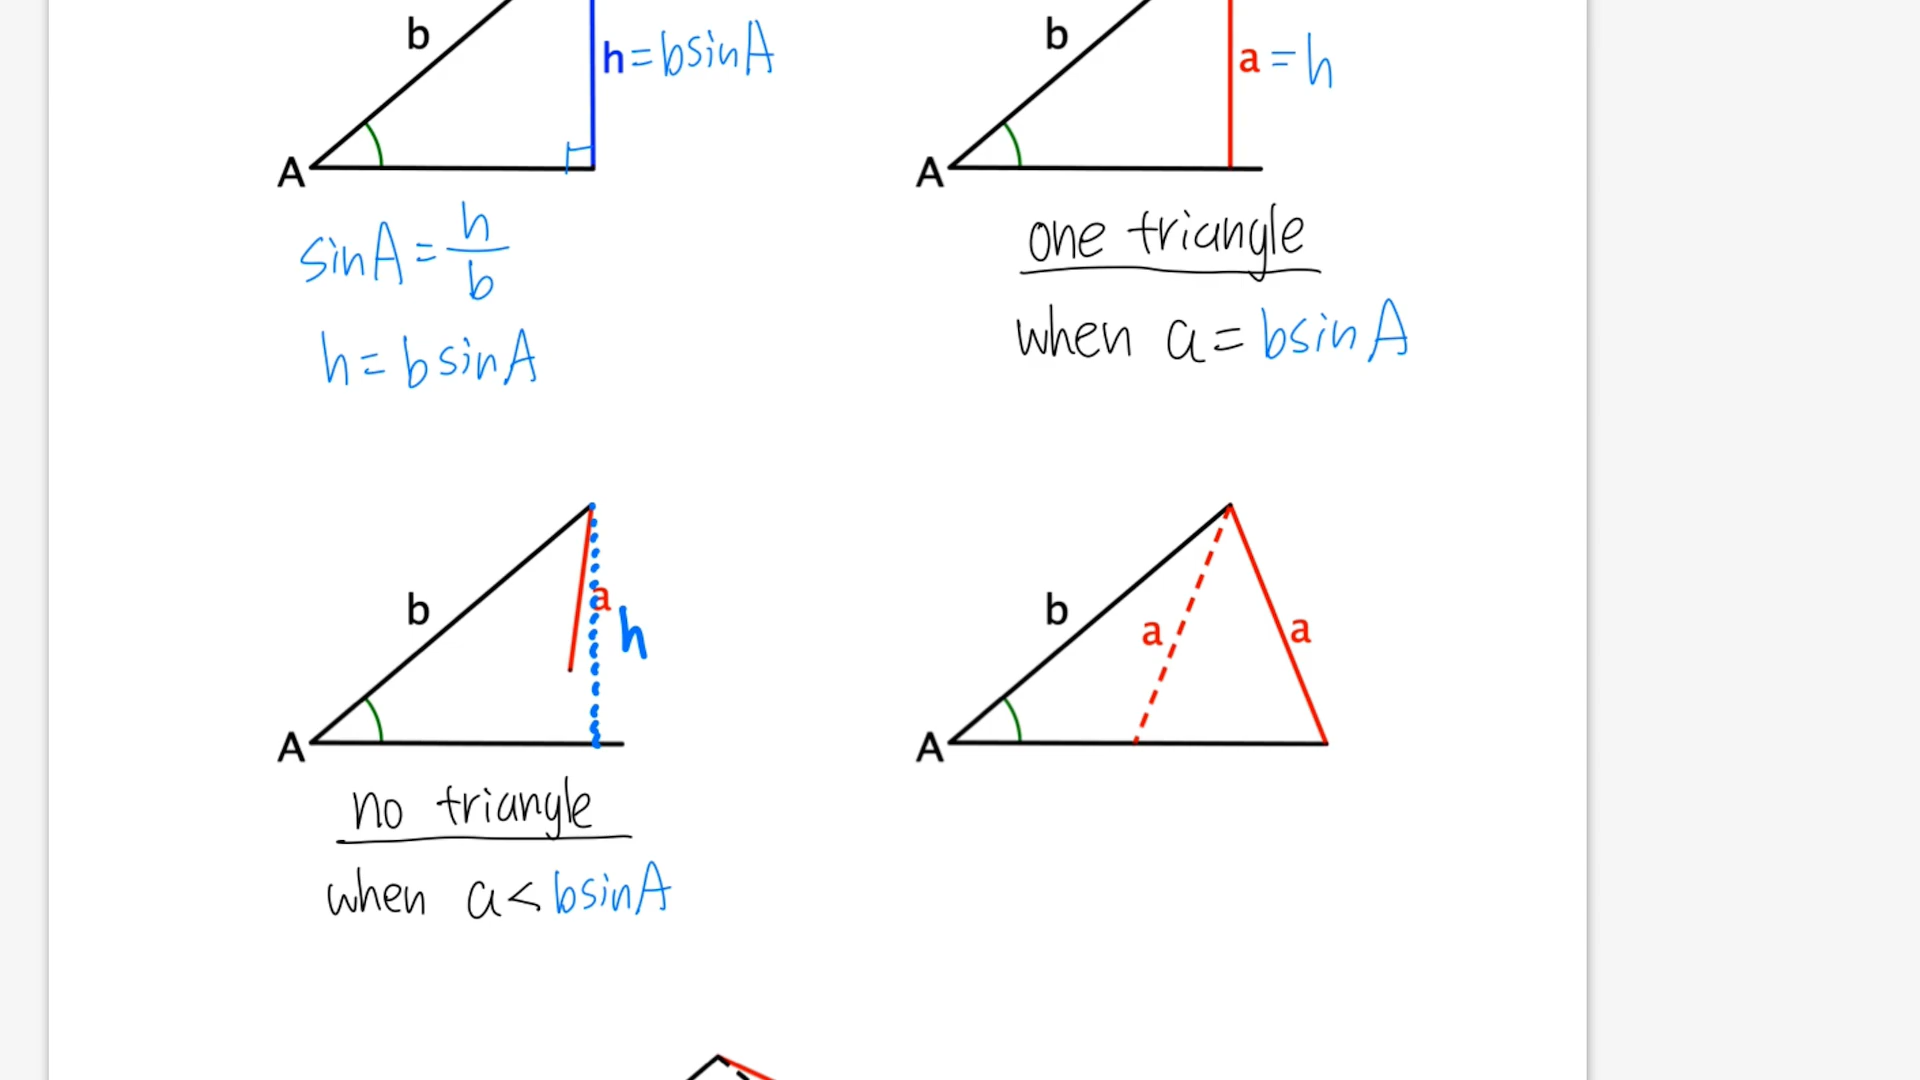 b
h=bsinA
A
sinA=h/b
h=bsinA
b
a=h
A
one triangle
when a=bsinA
b
a
h
A
no triangle
when a<bsinA
b
a
a
A